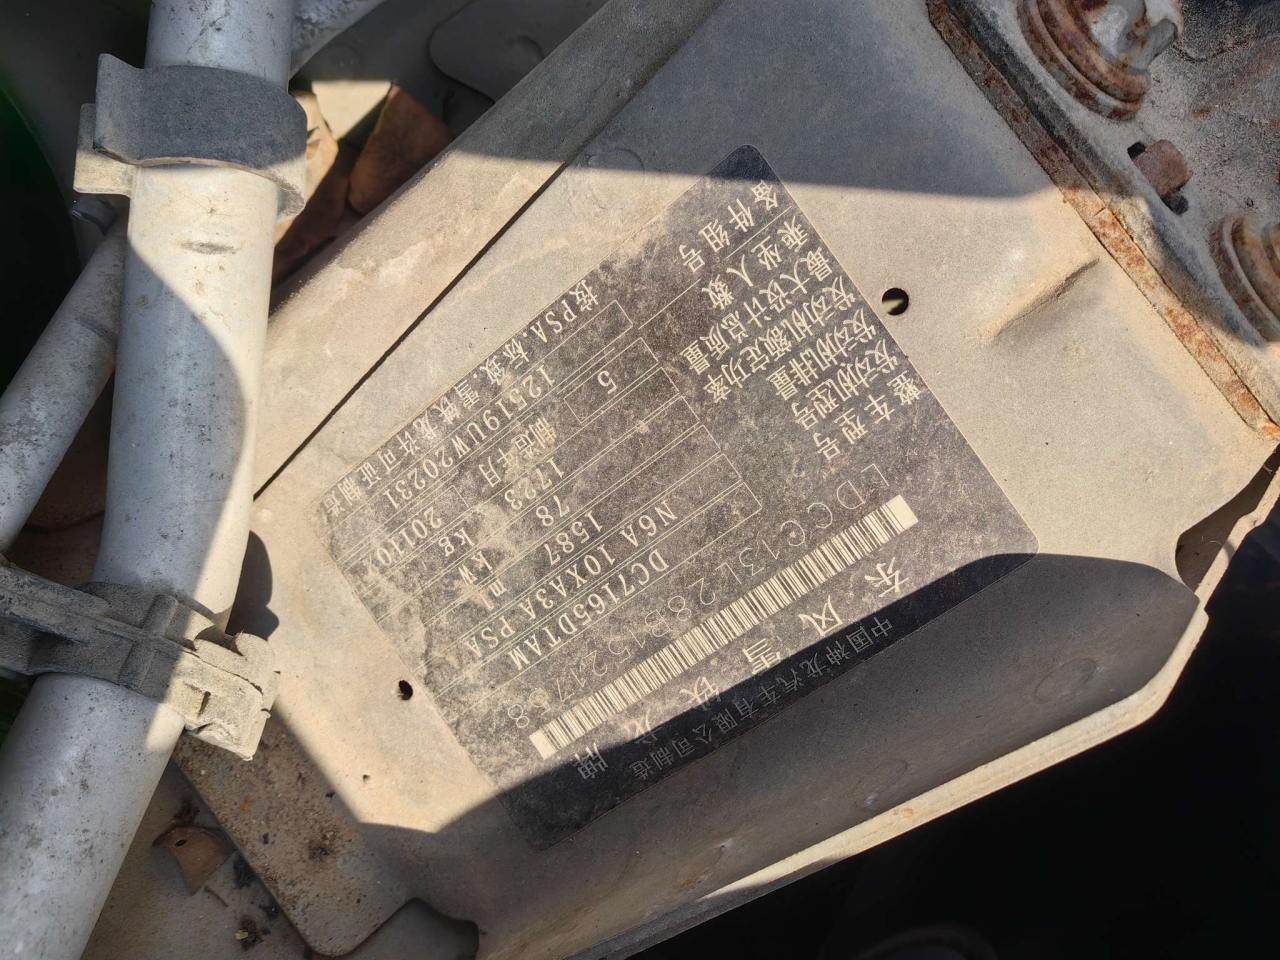 中国神龙汽车有限公司制造
东风雪铁龙牌
LDCC13L28B1521768
整车型号 DC7165DTAM
发动机型号 N6A 10XA3A PSA
发动机排量 1587 mL
发动机额定功率 78 kW
最大设计总质量 1723 kg
乘坐人数 5 制造年月 201107
备件组号 12519UW20231
按PSA.标致.雪铁龙许可证制造